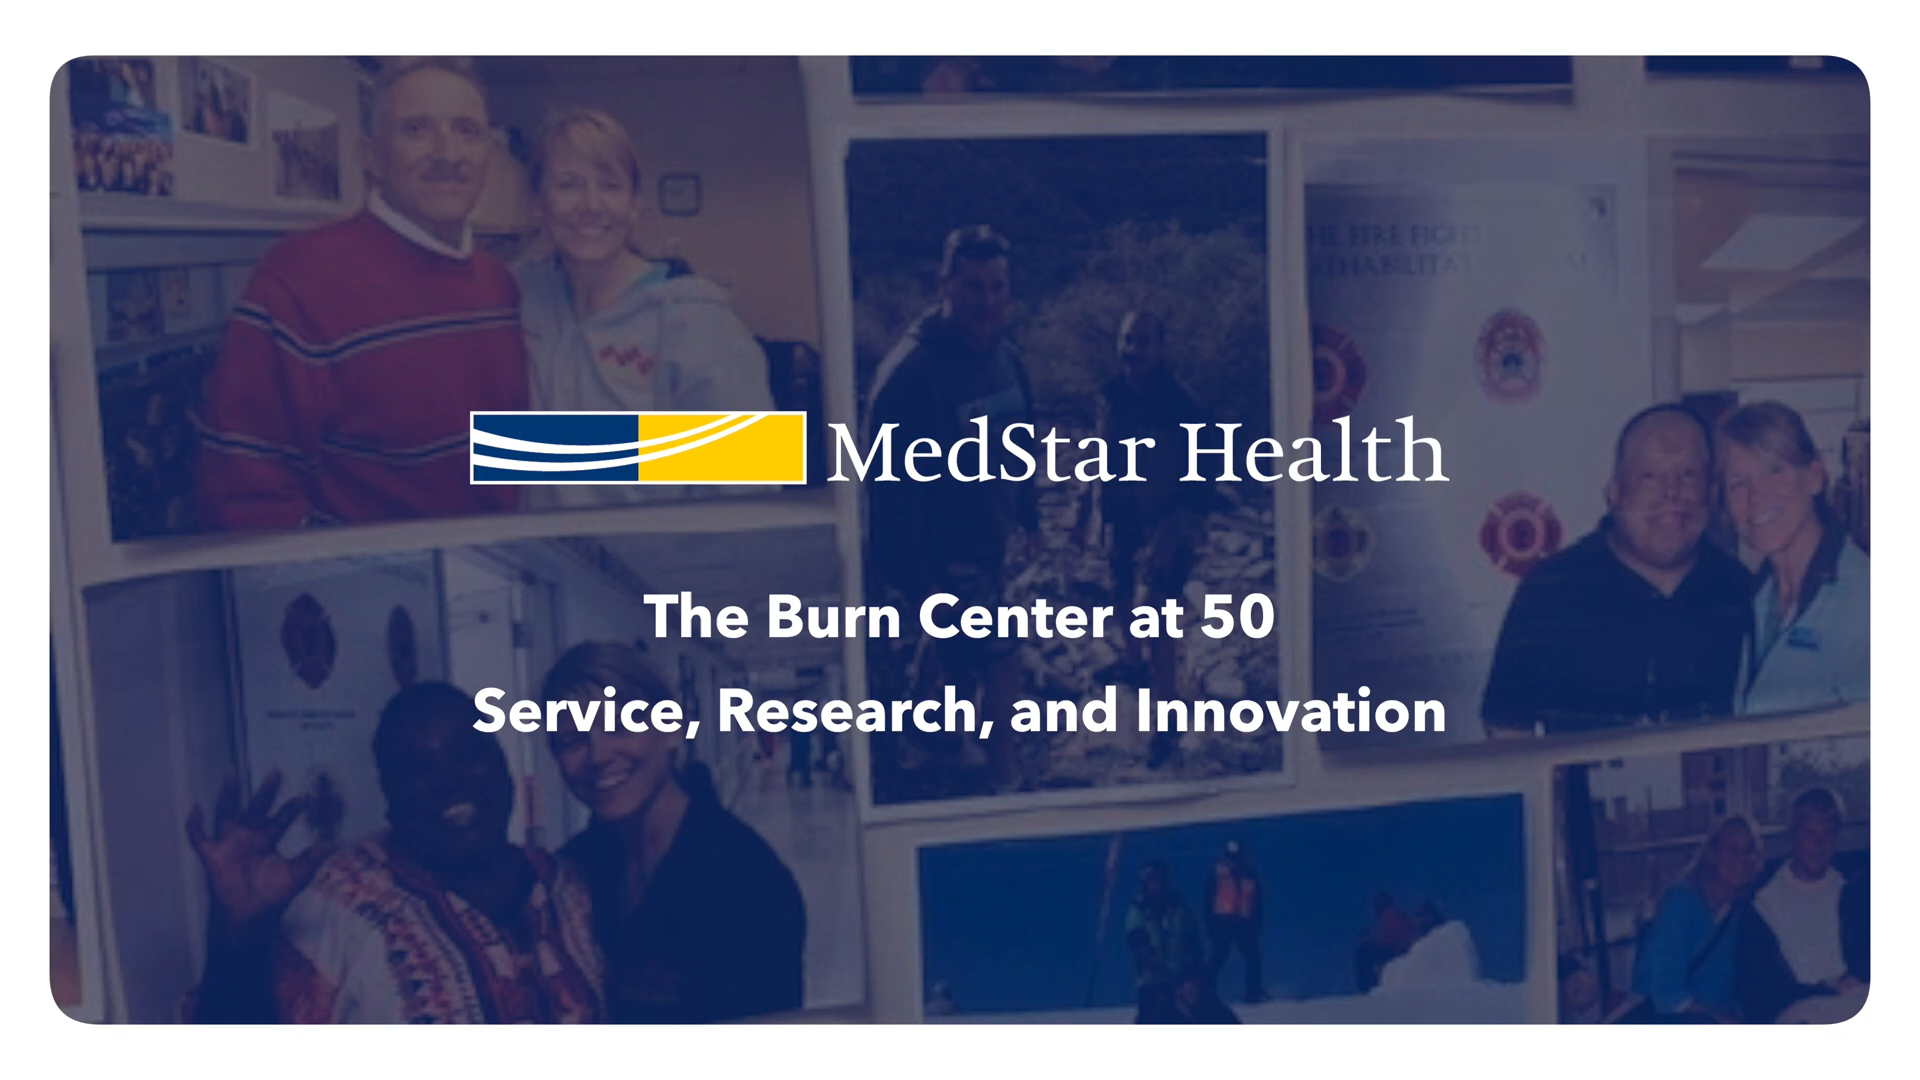 MedStar Health
The Burn Center at 50
Service, Research, and Innovation